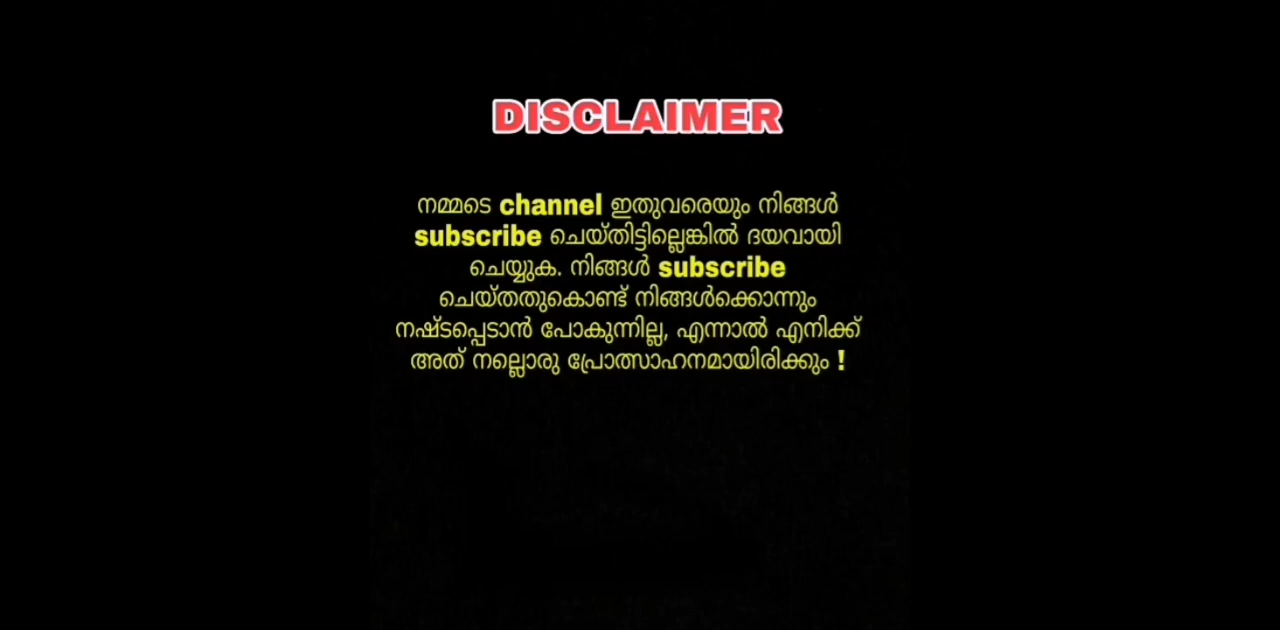 DISCLAIMER
നമ്മടെ channel ഇതുവരെയും നിങ്ങൾ
subscribe ചെയ്തിട്ടില്ലെങ്കിൽ ദയവായി
ചെയ്യുക. നിങ്ങൾ subscribe
ചെയ്തതുകൊണ്ട് നിങ്ങൾക്കൊന്നും
നഷ്ടപ്പെടാൻ പോകുന്നില്ല, എന്നാൽ എനിക്ക്
അത് നല്ലൊരു പ്രോത്സാഹനമായിരിക്കും !